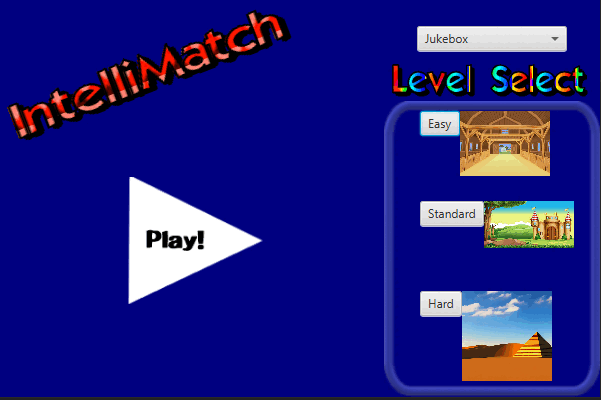 IntelliMatch
Jukebox
Level Select
Easy
Play!
Standard
Hard